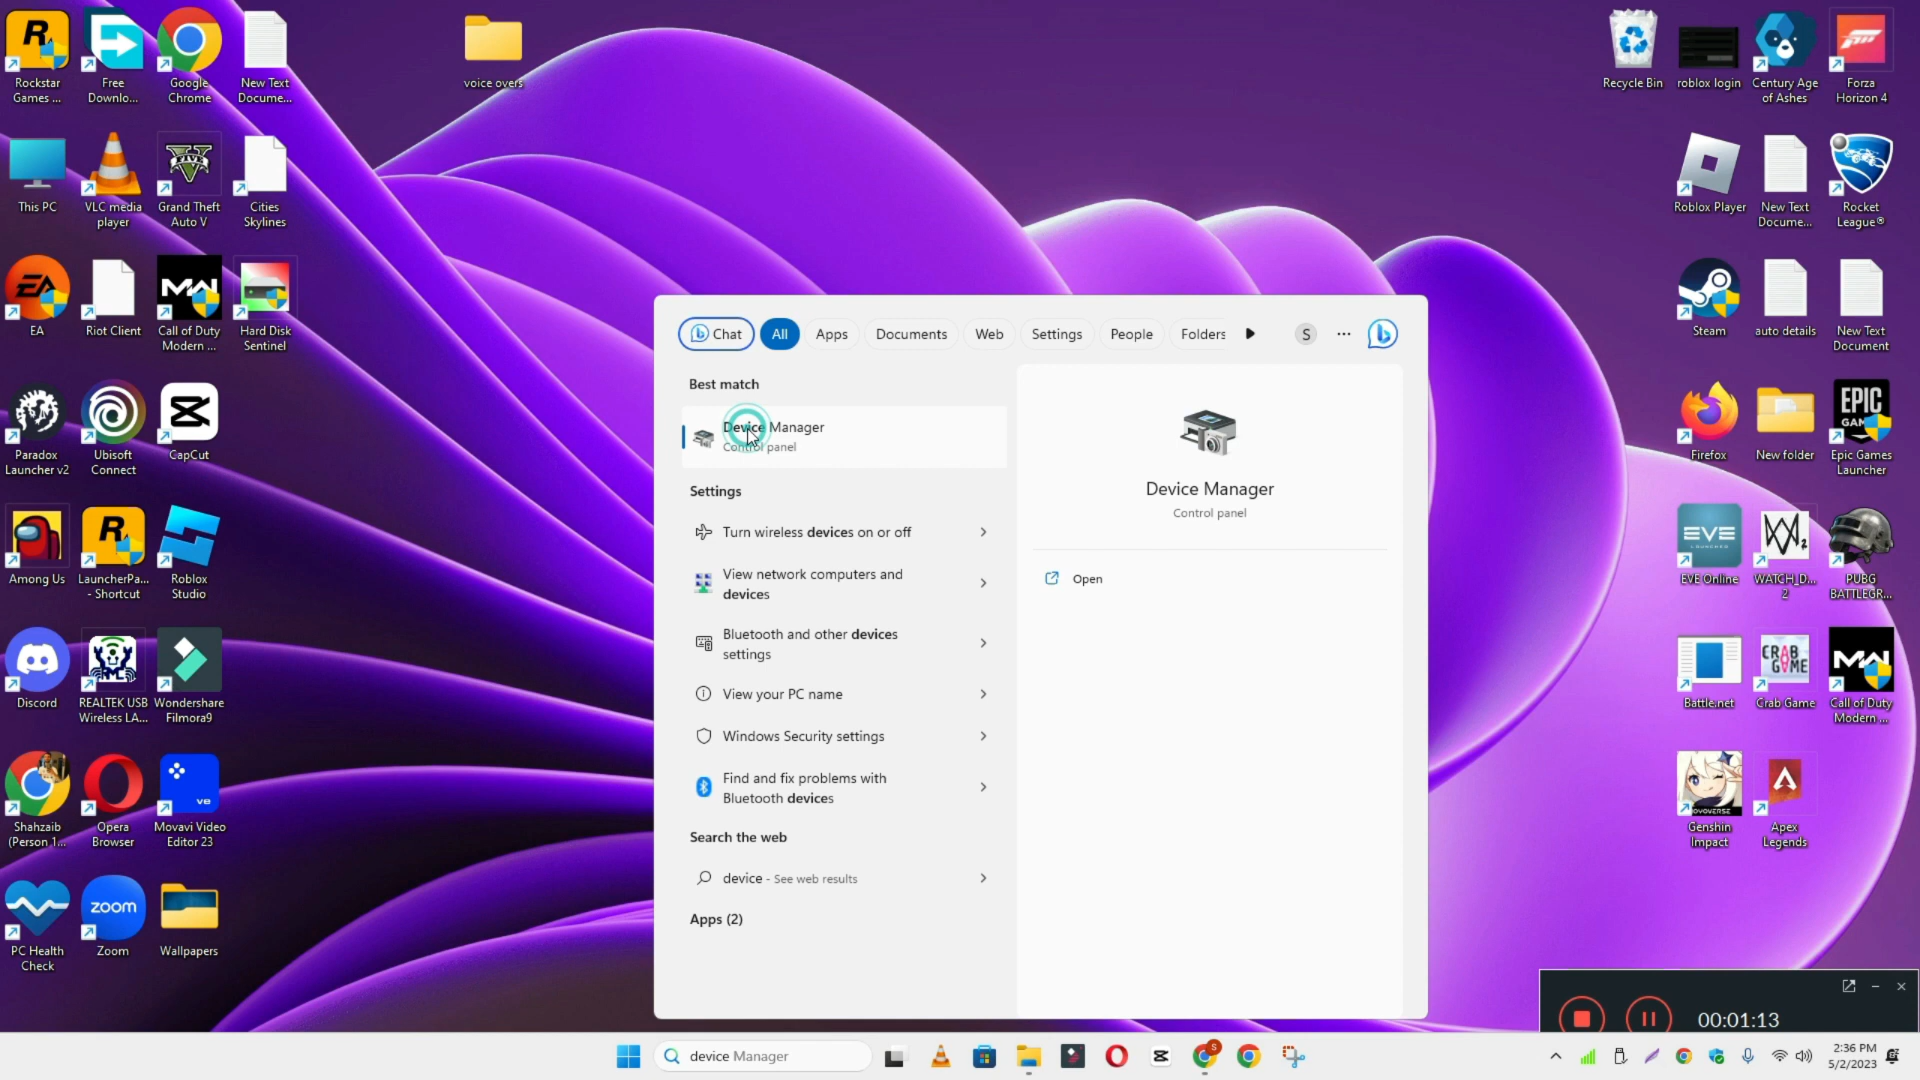 Rockstar
Games ...
Free
Downlo...
Google
Chrome
New Text
Docume...
voice overs
Recycle Bin
roblox login
Century Age
of Ashes
Forza
Horizon 4
This PC
VLC media
player
Grand Theft
Auto V
Cities
Skylines
Roblox Player
New Text
Docume...
Rocket
League®
EA
Riot Client
Call of Duty
Modern ...
Hard Disk
Sentinel
Steam
auto details
New Text
Document
Paradox
Launcher v2
Ubisoft
Connect
CapCut
Firefox
New folder
EPIC
GAMES
Epic Games
Launcher
Among Us
LauncherPa...
- Shortcut
Roblox
Studio
EVE
EVE Online
WATCH_D...
2
PUBG
BATTLEGR...
Discord
REALTEK USB
Wireless LA...
Wondershare
Filmora9
Battle.net
CRAB
GAME
Crab Game
Call of Duty
Modern ...
Shahzaib
(Person 1...
Opera
Browser
ve
Movavi Video
Editor 23
Genshin
Impact
Apex
Legends
PC Health
Check
zoom
Zoom
Wallpapers
Chat
All
Apps
Documents
Web
Settings
People
Folders
S
Best match
Device Manager
Control panel
Settings
Turn wireless devices on or off
View network computers and
devices
Bluetooth and other devices
settings
View your PC name
Windows Security settings
Find and fix problems with
Bluetooth devices
Search the web
device - See web results
Apps (2)
Device Manager
Control panel
Open
00:01:13
device Manager
S
2:36 PM
5/2/2023